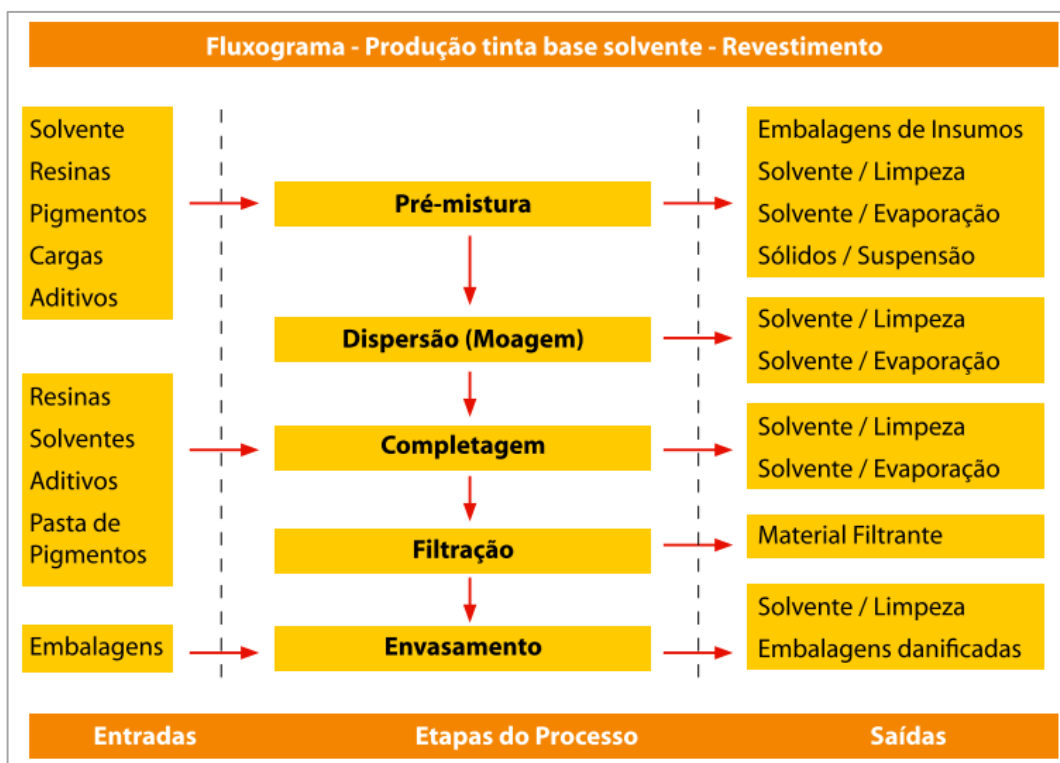 Fluxograma - Produção tinta base solvente - Revestimento
Solvente
Resinas
Pigmentos
Cargas
Aditivos
Pré-mistura
Embalagens de Insumos
Solvente / Limpeza
Solvente / Evaporação
Sólidos / Suspensão
Dispersão (Moagem)
Solvente / Limpeza
Solvente / Evaporação
Resinas
Solventes
Aditivos
Pasta de
Pigmentos
Completagem
Solvente / Limpeza
Solvente / Evaporação
Filtração
Material Filtrante
Embalagens
Envasamento
Solvente / Limpeza
Embalagens danificadas
Entradas
Etapas do Processo
Saídas